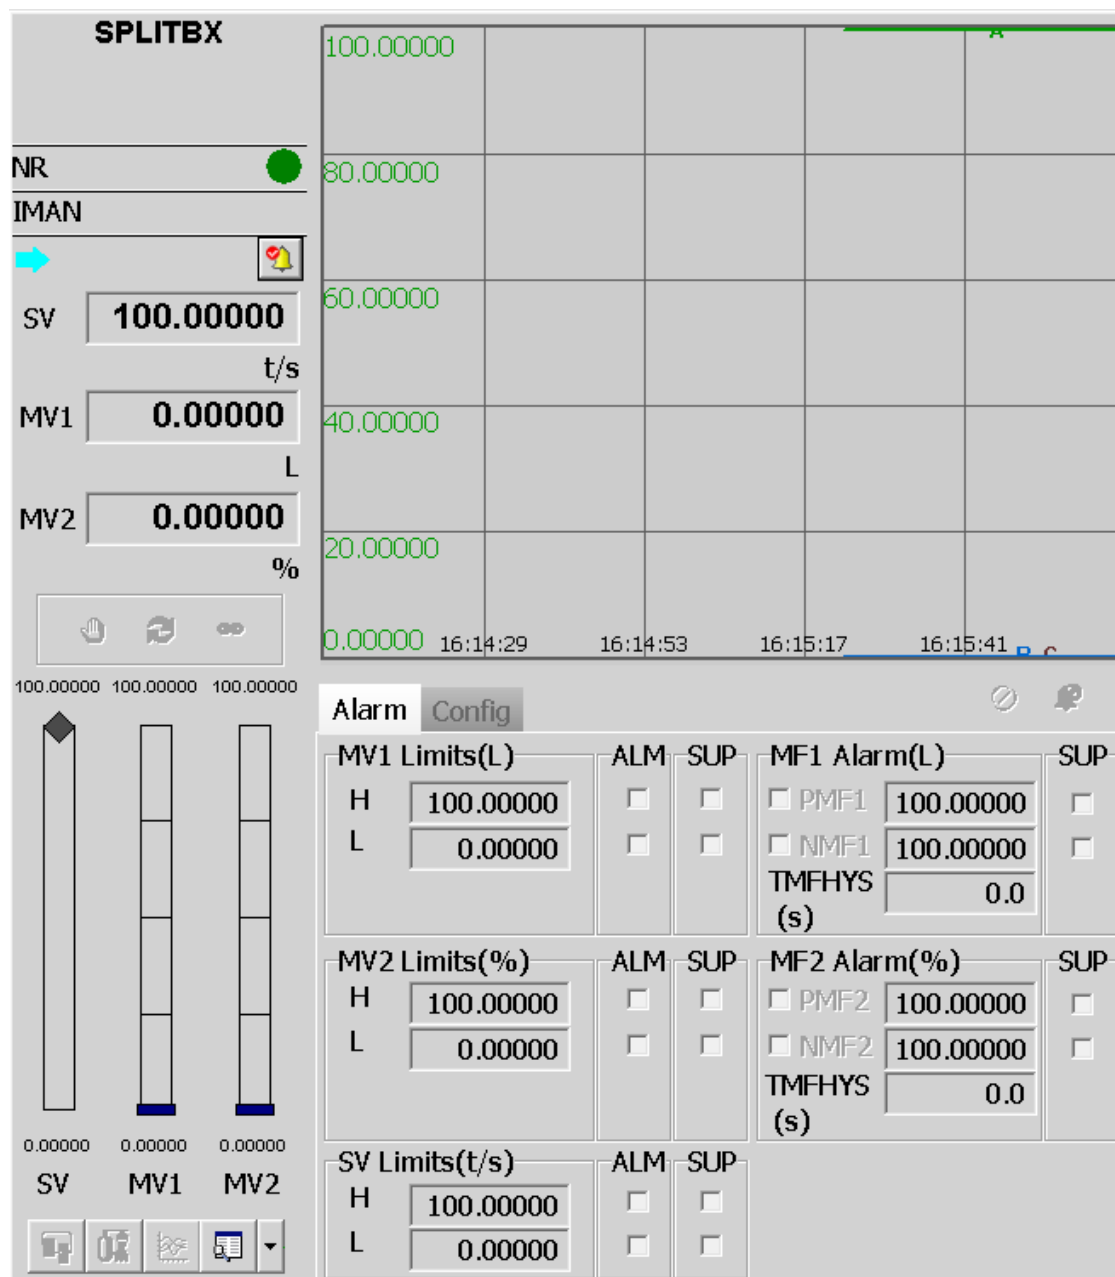 SPLITBX
NR
IMAN
SV 100.00000
t/s
MV1 0.00000
L
MV2 0.00000
%
100.00000 100.00000 100.00000
0.00000 0.00000 0.00000
SV MV1 MV2
100.00000
80.00000
60.00000
40.00000
20.00000
0.00000 16:14:29 16:14:53 16:15:17 16:15:41
A
B C
Alarm Config
MV1 Limits(L) ALM SUP MF1 Alarm(L) SUP
H 100.00000 PMF1 100.00000
L 0.00000 NMF1 100.00000
TMFHYS 0.0
(s)
MV2 Limits(%) ALM SUP MF2 Alarm(%) SUP
H 100.00000 PMF2 100.00000
L 0.00000 NMF2 100.00000
TMFHYS 0.0
(s)
SV Limits(t/s) ALM SUP
H 100.00000
L 0.00000